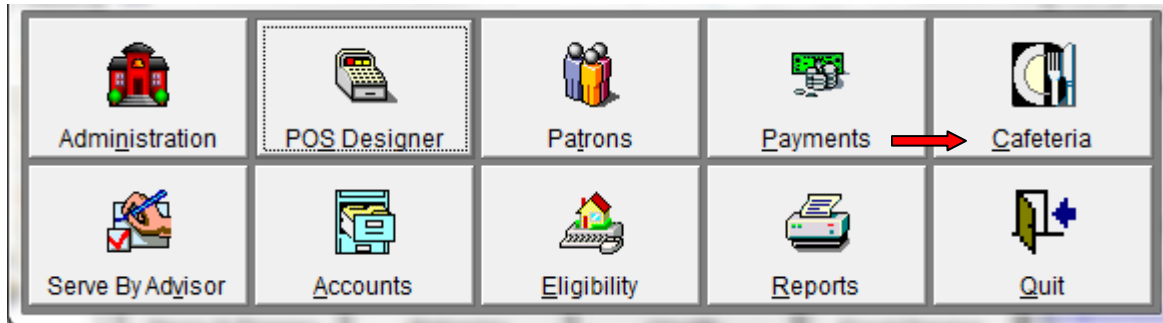 Administration
POS Designer
Patrons
Payments
Cafeteria
Serve By Advisor
Accounts
Eligibility
Reports
Quit